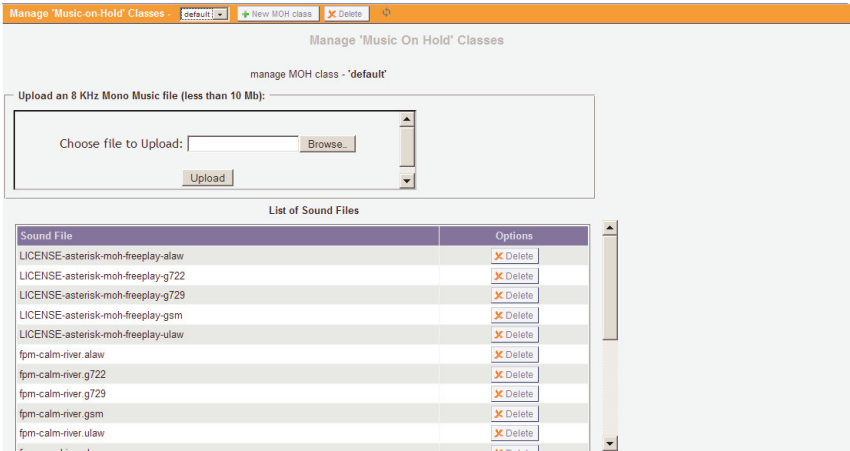 Manage 'Music-on-Hold' Classes - default New MOH class Delete
Manage 'Music On Hold' Classes
manage MOH class - 'default'
Upload an 8 KHz Mono Music file (less than 10 Mb):
Choose file to Upload: Browse...
Upload
List of Sound Files
Sound File Options
LICENSE-asterisk-moh-freeplay-alaw Delete
LICENSE-asterisk-moh-freeplay-g722 Delete
LICENSE-asterisk-moh-freeplay-g729 Delete
LICENSE-asterisk-moh-freeplay-gsm Delete
LICENSE-asterisk-moh-freeplay-ulaw Delete
fpm-calm-river.alaw Delete
fpm-calm-river.g722 Delete
fpm-calm-river.g729 Delete
fpm-calm-river.gsm Delete
fpm-calm-river.ulaw Delete